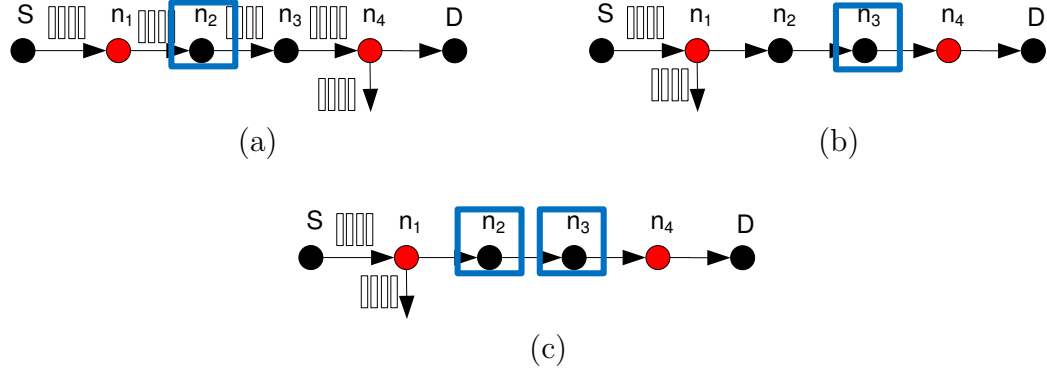 S n₁ n₂ n₃ n₄ D
(a)
S n₁ n₂ n₃ n₄ D
(b)
S n₁ n₂ n₃ n₄ D
(c)